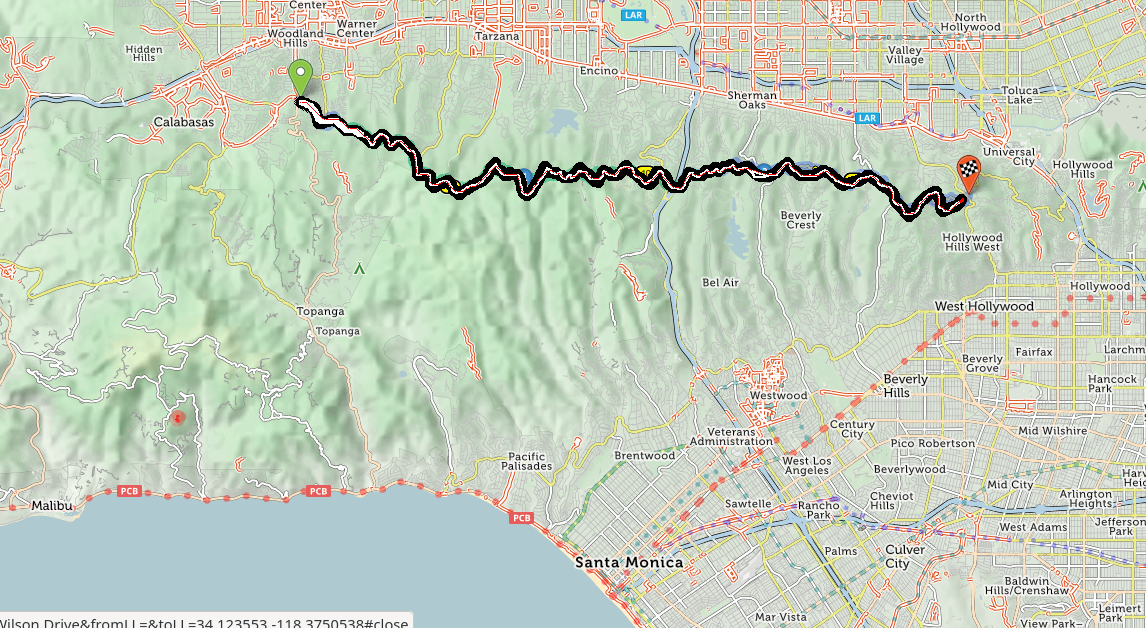 Center
North
Hollywood
LAR
Woodland
Hills
Warner
Center
Tarzana
Hidden
Hills
Valley
Village
Encino
Toluca
Lake
Sherman
Oaks
Calabasas
LAR
Universal
City
Hollywood
Hills
Beverly
Crest
Hollywood
Hills West
Bel Air
Hollywood
West Hollywood
Topanga
Topanga
Fairfax
Larchm
Beverly
Grove
Beverly
Hills
Hancock
Park
Westwood
Century
City
Mid Wilshire
Veterans
Administration
Pico Robertson
Brentwood
Pacific
Palisades
West Los
Angeles
Beverlywood
Mid City
Harv
Heig
PCB
PCB
Arlington
Heights
Malibu
Sawtelle
Rancho
Park
Cheviot
Hills
PCB
West Adams
Jefferson
Park
Palms
Culver
City
Santa Monica
Baldwin
Hills/Crenshaw
Leimert
Park
Mar Vista
View Park–
Wilson Drive&fromLL=&toLL=34.123553,-118.3750538#close